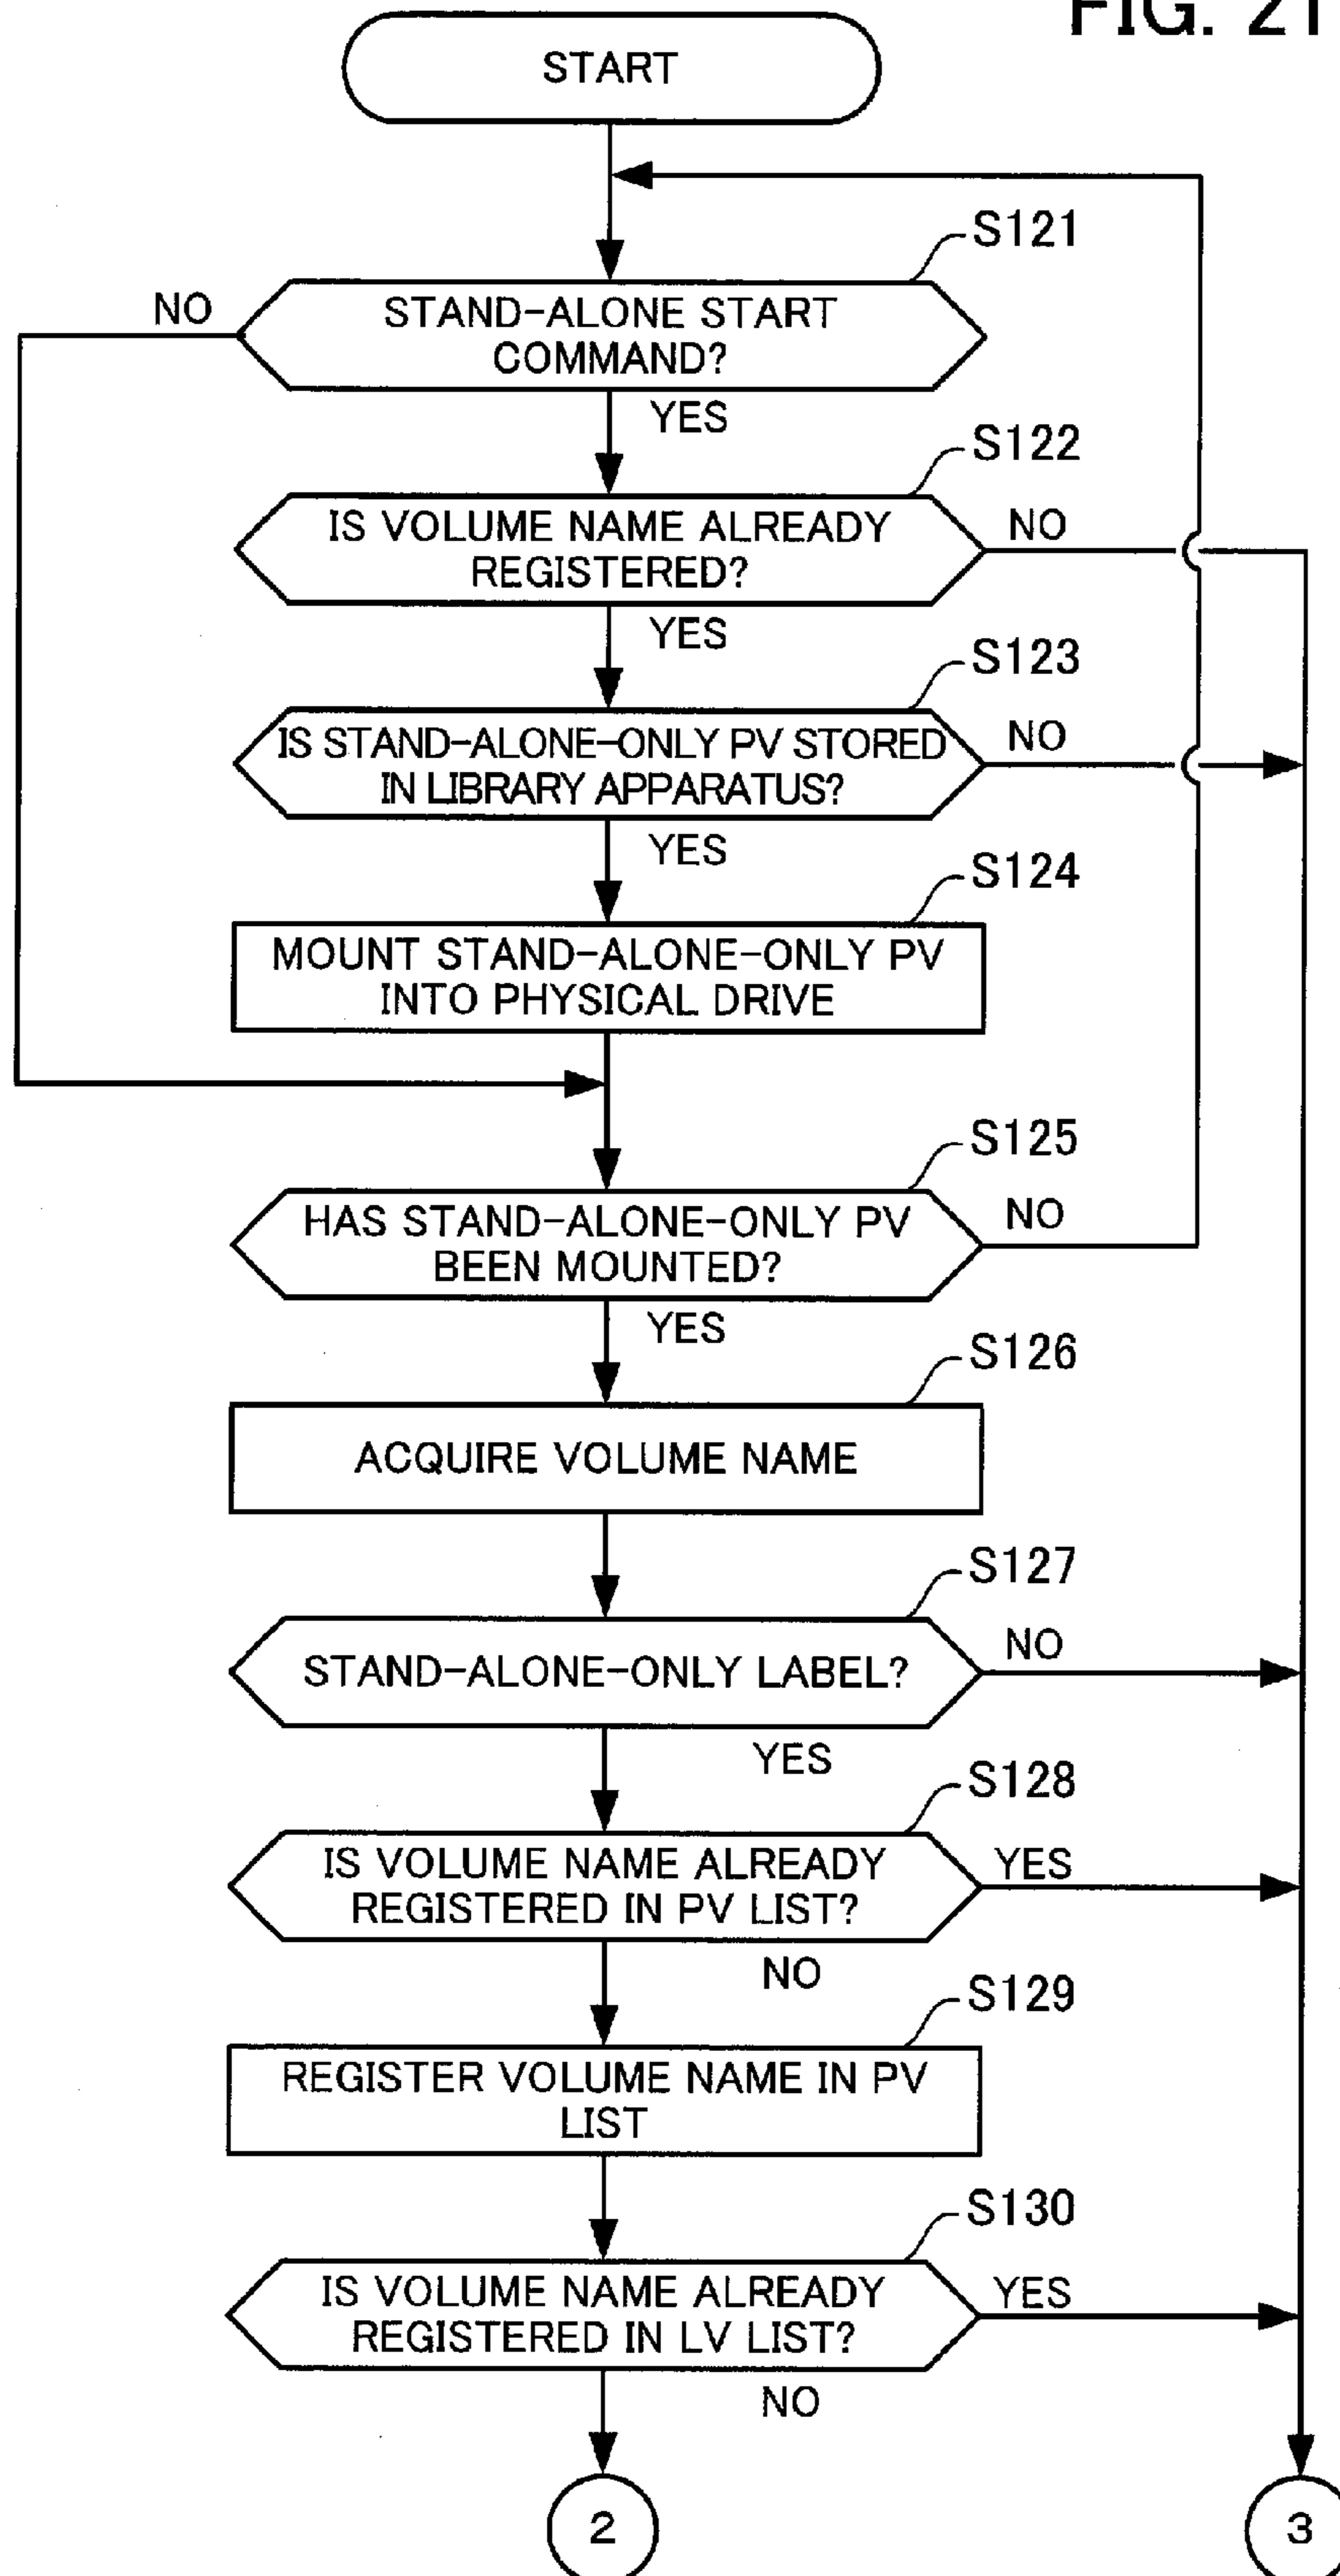 FIG. 21
START
S121
NO
STAND-ALONE START
COMMAND?
YES
S122
IS VOLUME NAME ALREADY
REGISTERED?
NO
YES
S123
IS STAND-ALONE-ONLY PV STORED
IN LIBRARY APPARATUS?
NO
YES
S124
MOUNT STAND-ALONE-ONLY PV
INTO PHYSICAL DRIVE
S125
HAS STAND-ALONE-ONLY PV
BEEN MOUNTED?
NO
YES
S126
ACQUIRE VOLUME NAME
S127
STAND-ALONE-ONLY LABEL?
NO
YES
S128
IS VOLUME NAME ALREADY
REGISTERED IN PV LIST?
YES
NO
S129
REGISTER VOLUME NAME IN PV
LIST
S130
IS VOLUME NAME ALREADY
REGISTERED IN LV LIST?
YES
NO
2
3